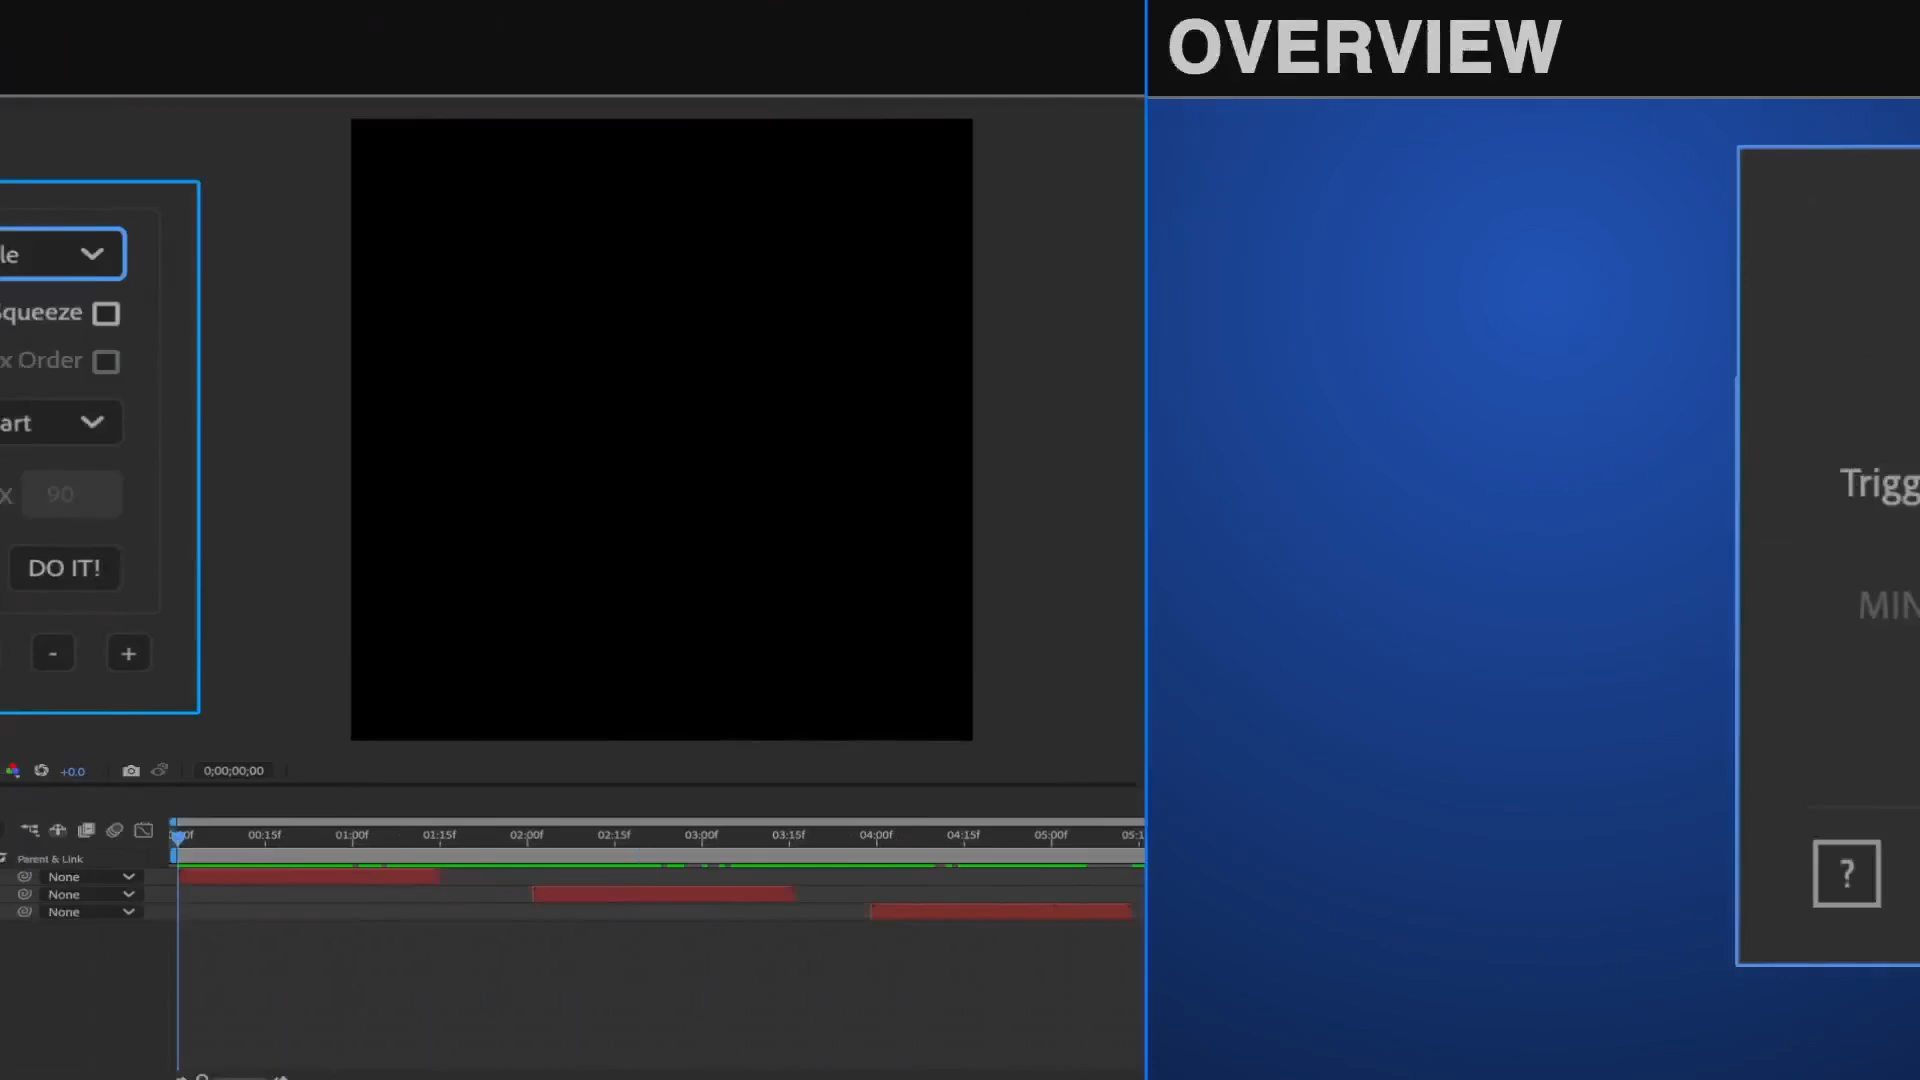 OVERVIEW
le
Squeeze
x Order
art
X 90
DO IT!
- +
Trigg
MIN
?
+0.0
0;00;00;00
00:15f 01:00f 01:15f 02:00f 02:15f 03:00f 03:15f 04:00f 04:15f 05:00f 05:1
Parent & Link
None
None
None